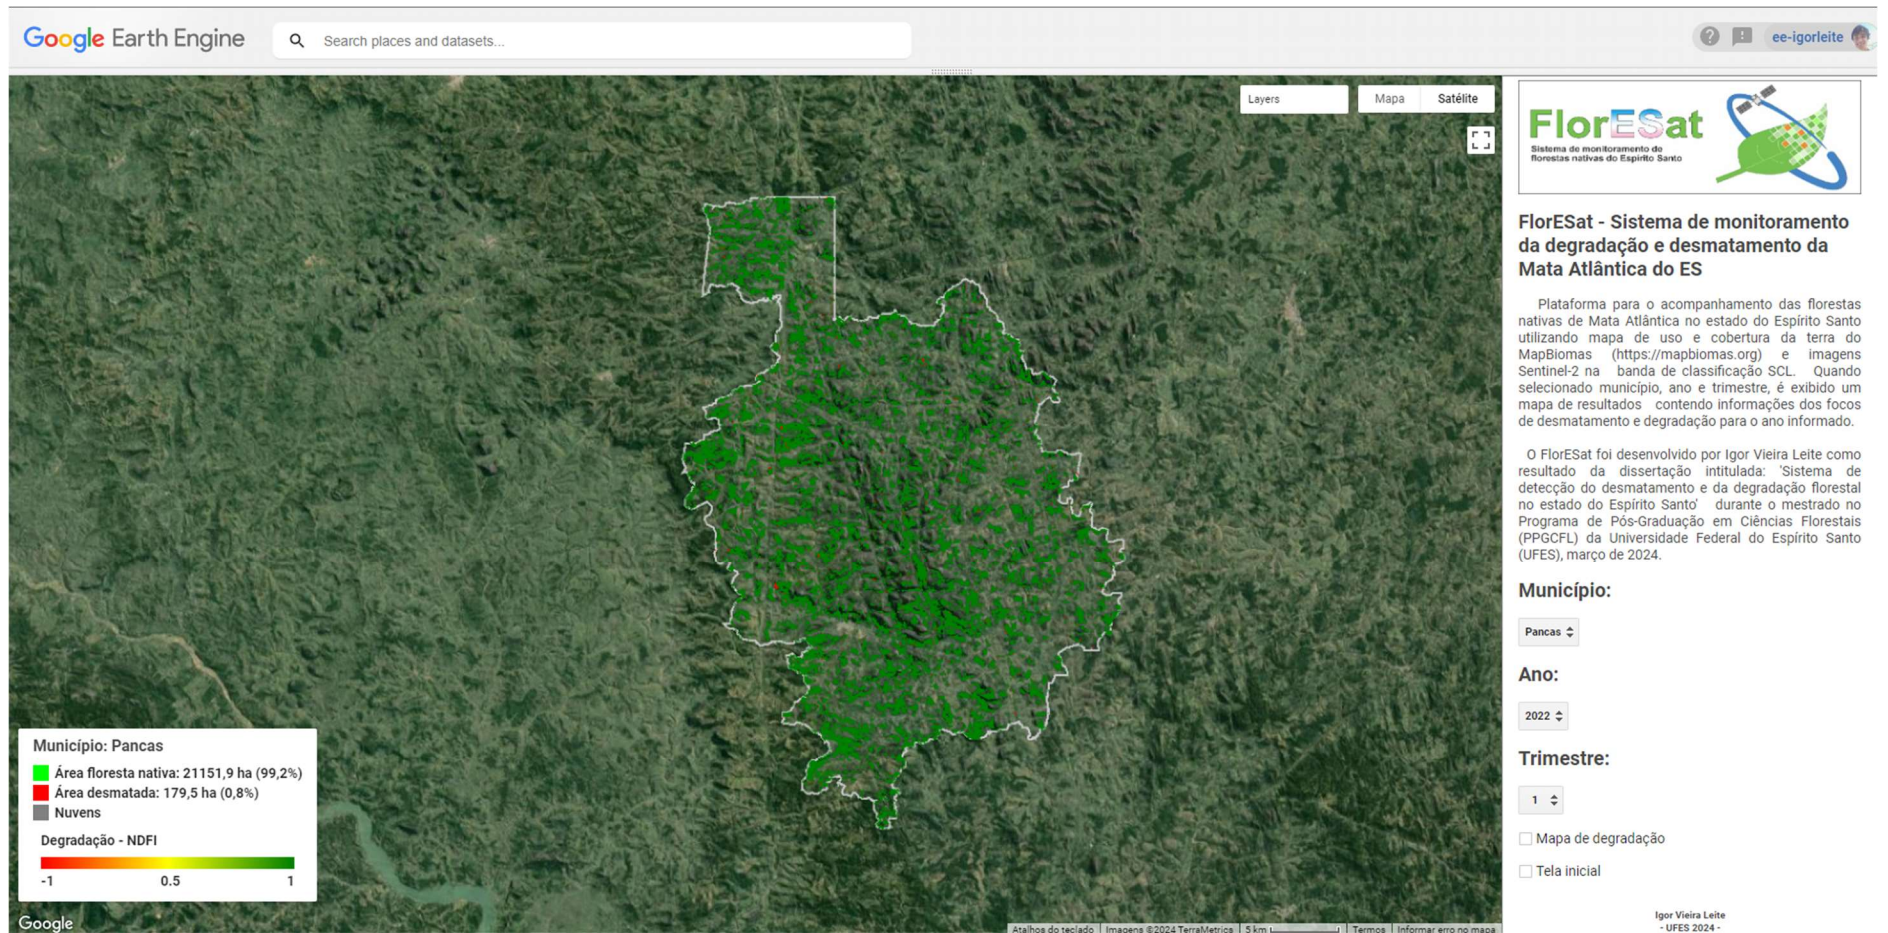 Google Earth Engine
Search places and datasets...
ee-igorleite
Layers
Mapa
Satélite
FlorESat
Sistema de monitoramento de
florestas nativas do Espírito Santo
FlorESat - Sistema de monitoramento
da degradação e desmatamento da
Mata Atlântica do ES
Plataforma para o acompanhamento das florestas
nativas de Mata Atlântica no estado do Espírito Santo
utilizando mapa de uso e cobertura da terra do
MapBiomas (https://mapbiomas.org) e imagens
Sentinel-2 na banda de classificação SCL. Quando
selecionado município, ano e trimestre, é exibido um
mapa de resultados contendo informações dos focos
de desmatamento e degradação para o ano informado.
O FlorESat foi desenvolvido por Igor Vieira Leite como
resultado da dissertação intitulada: 'Sistema de
detecção do desmatamento e da degradação florestal
no estado do Espírito Santo' durante o mestrado no
Programa de Pós-Graduação em Ciências Florestais
(PPGCFL) da Universidade Federal do Espírito Santo
(UFES), março de 2024.
Município:
Pancas
Ano:
2022
Trimestre:
1
Mapa de degradação
Tela inicial
Igor Vieira Leite
- UFES 2024 -
Município: Pancas
Área floresta nativa: 21151,9 ha (99,2%)
Área desmatada: 179,5 ha (0,8%)
Nuvens
Degradação - NDFI
-1 0.5 1
Google
Atalhos do teclado
Imagens ©2024 TerraMetrics
5 km
Termos
Informar erro no mapa